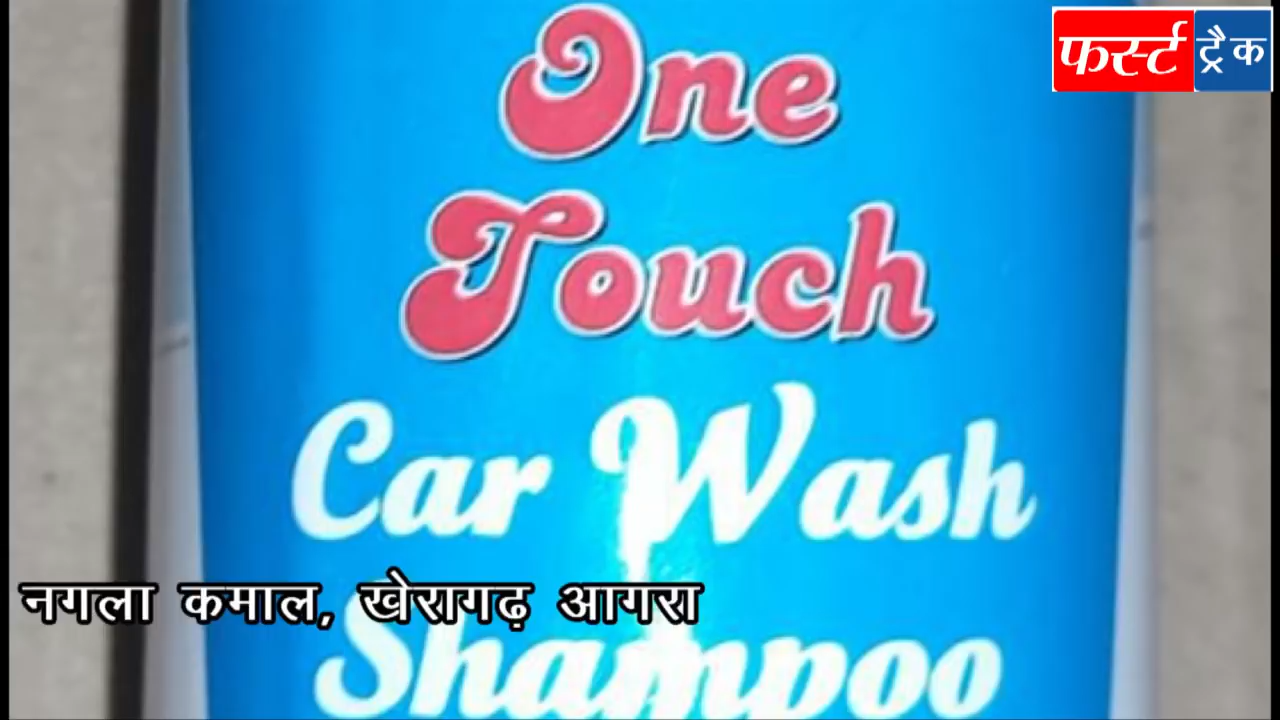 One
फर्स्ट ट्रैक
Touch
Car Wash
नगला कमाल, खेरागढ़ आगरा
Shampoo